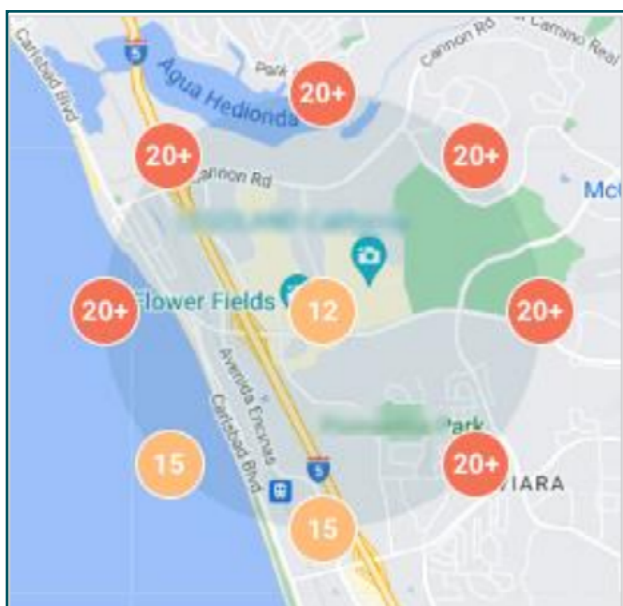 Carlsbad Blvd
5
Agua Hedionda
Park
Cannon Rd
Camino Real
20+
20+
20+
Cannon Rd
McC
20+
Flower Fields
12
20+
Avenida Encinas
Carlsbad Blvd
Park
15
5
20+
VIARA
15